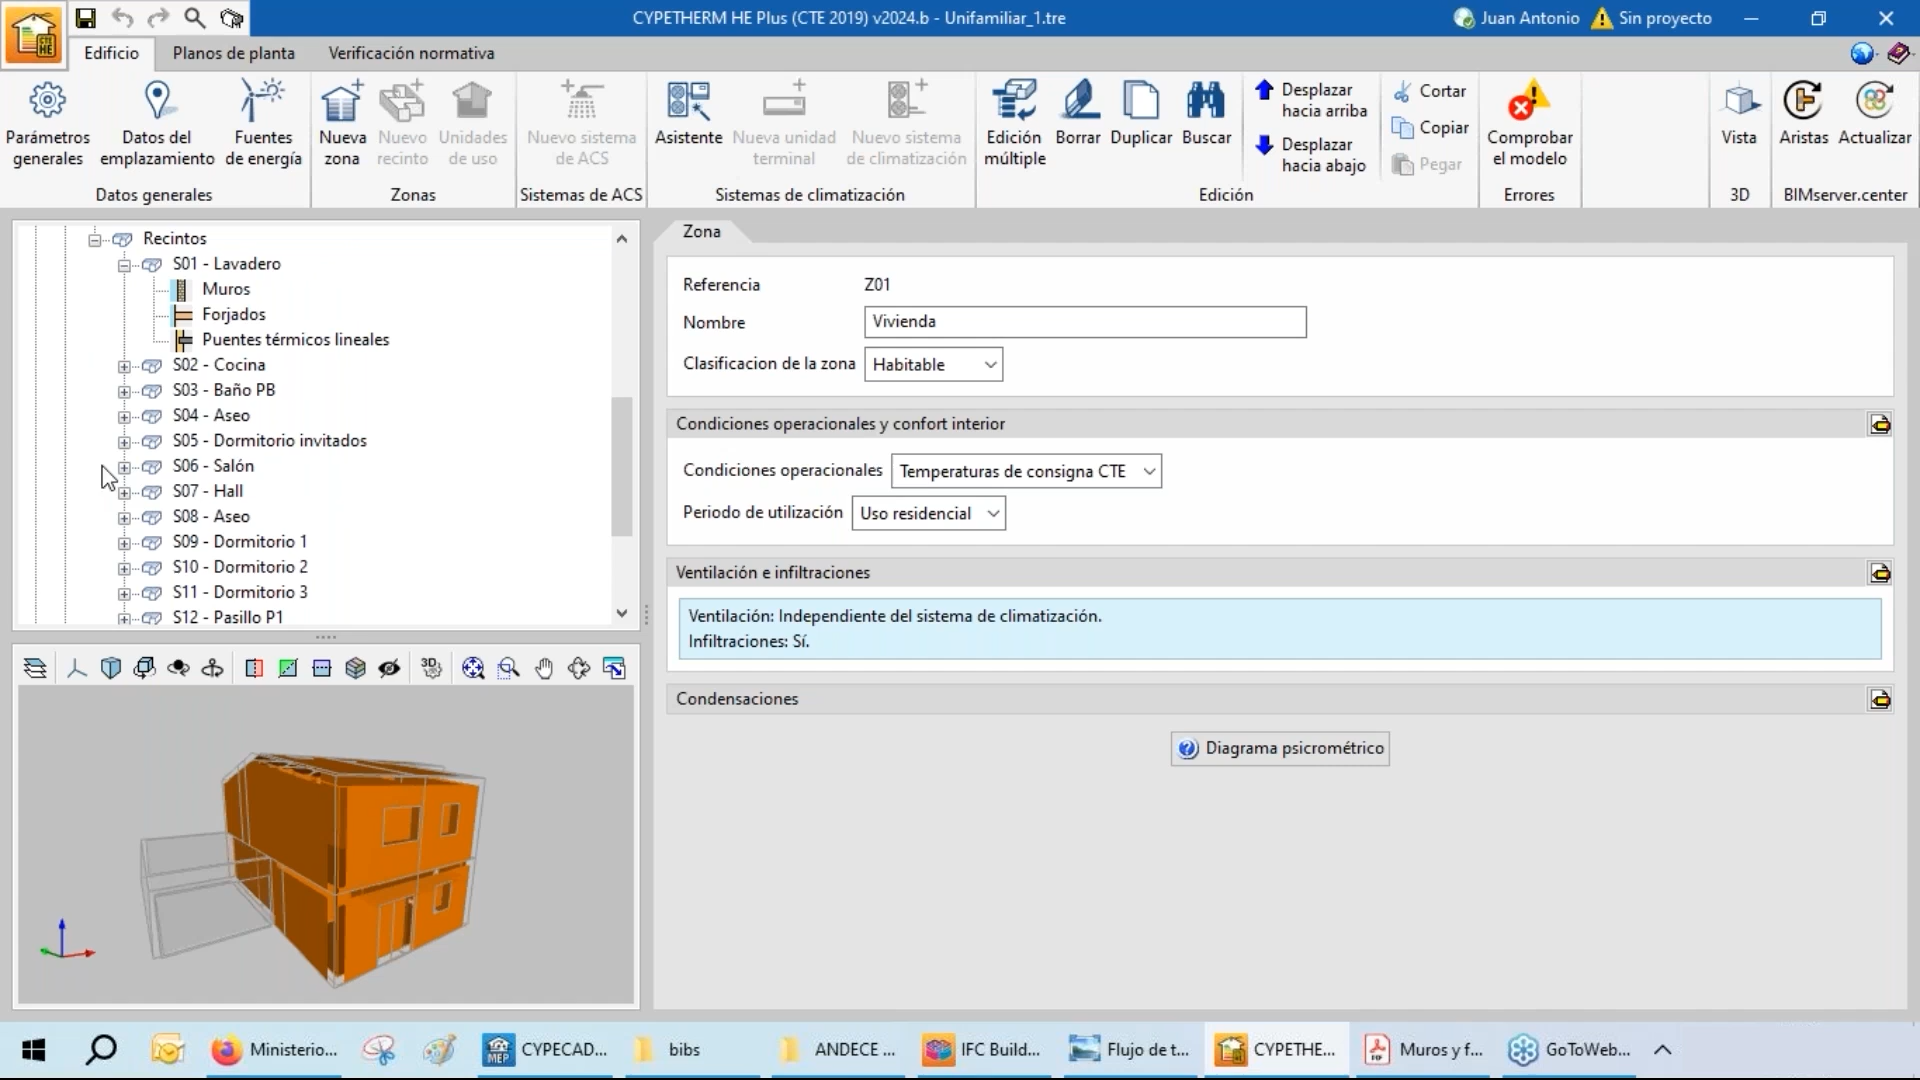 CYPETHERM HE Plus (CTE 2019) v2024.b - Unifamiliar_1.tre
Juan Antonio
Sin proyecto
Edificio
Planos de planta
Verificación normativa
Parámetros generales
Datos del emplazamiento
Fuentes de energía
Nueva zona
Nuevo recinto
Unidades de uso
Nuevo sistema de ACS
Asistente
Nueva unidad terminal
Nuevo sistema de climatización
Edición múltiple
Borrar
Duplicar
Buscar
Desplazar hacia arriba
Desplazar hacia abajo
Cortar
Copiar
Pegar
Comprobar el modelo
Vista
Aristas
Actualizar
Datos generales
Zonas
Sistemas de ACS
Sistemas de climatización
Edición
Errores
3D
BIMserver.center
Recintos
S01 - Lavadero
Muros
Forjados
Puentes térmicos lineales
S02 - Cocina
S03 - Baño PB
S04 - Aseo
S05 - Dormitorio invitados
S06 - Salón
S07 - Hall
S08 - Aseo
S09 - Dormitorio 1
S10 - Dormitorio 2
S11 - Dormitorio 3
S12 - Pasillo P1
Zona
Referencia Z01
Nombre Vivienda
Clasificacion de la zona Habitable
Condiciones operacionales y confort interior
Condiciones operacionales Temperaturas de consigna CTE
Periodo de utilización Uso residencial
Ventilación e infiltraciones
Ventilación: Independiente del sistema de climatización.
Infiltraciones: Sí.
Condensaciones
Diagrama psicrométrico
Ministerio...
CYPECAD...
bibs
ANDECE ...
IFC Build...
Flujo de t...
CYPETHE...
Muros y f...
GoToWeb...